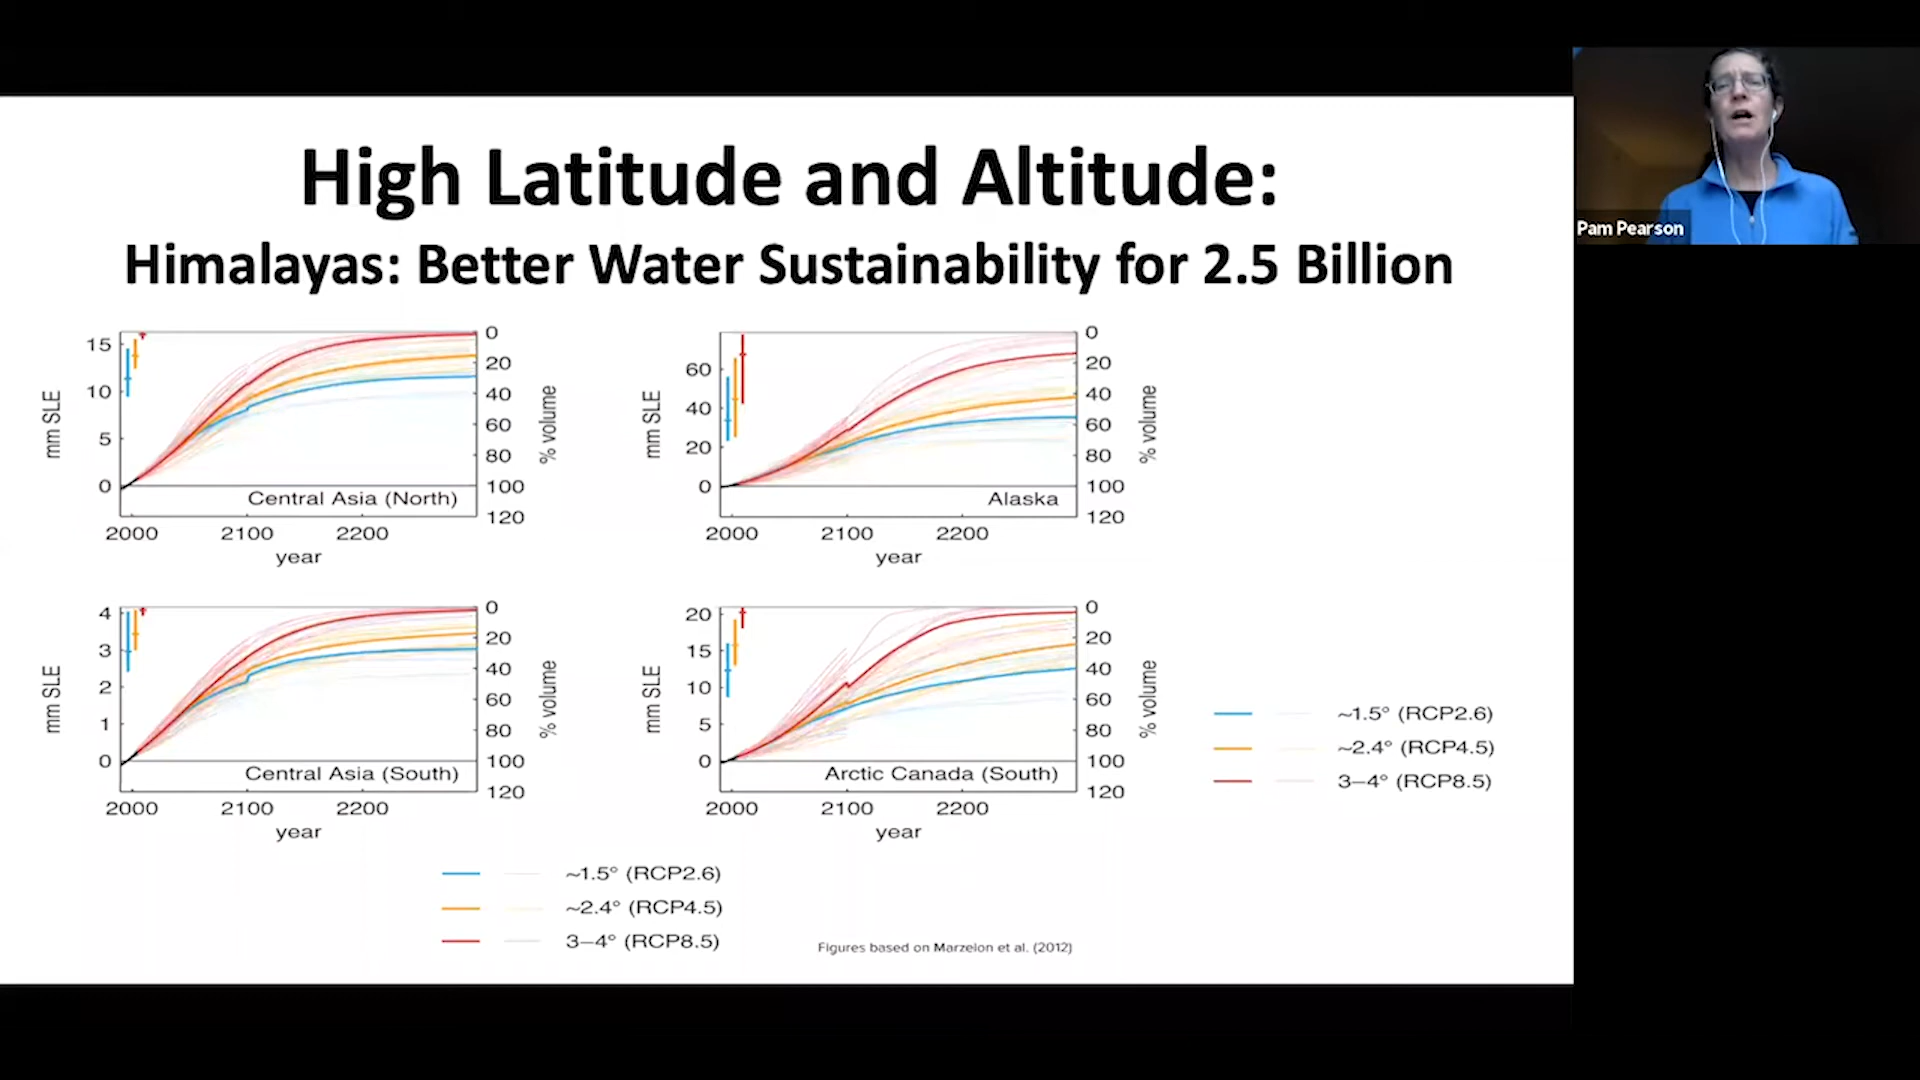 High Latitude and Altitude:
Himalayas: Better Water Sustainability for 2.5 Billion
Pam Pearson
15
10
5
0
mm SLE
0
20
40
60
80
100
120
% volume
Central Asia (North)
2000 2100 2200
year
60
40
20
0
mm SLE
0
20
40
60
80
100
120
% volume
Alaska
2000 2100 2200
year
4
3
2
1
0
mm SLE
0
20
40
60
80
100
120
% volume
Central Asia (South)
2000 2100 2200
year
20
15
10
5
0
mm SLE
0
20
40
60
80
100
120
% volume
Arctic Canada (South)
2000 2100 2200
year
~1.5° (RCP2.6)
~2.4° (RCP4.5)
3–4° (RCP8.5)
~1.5° (RCP2.6)
~2.4° (RCP4.5)
3–4° (RCP8.5)
Figures based on Marzeion et al. (2012)